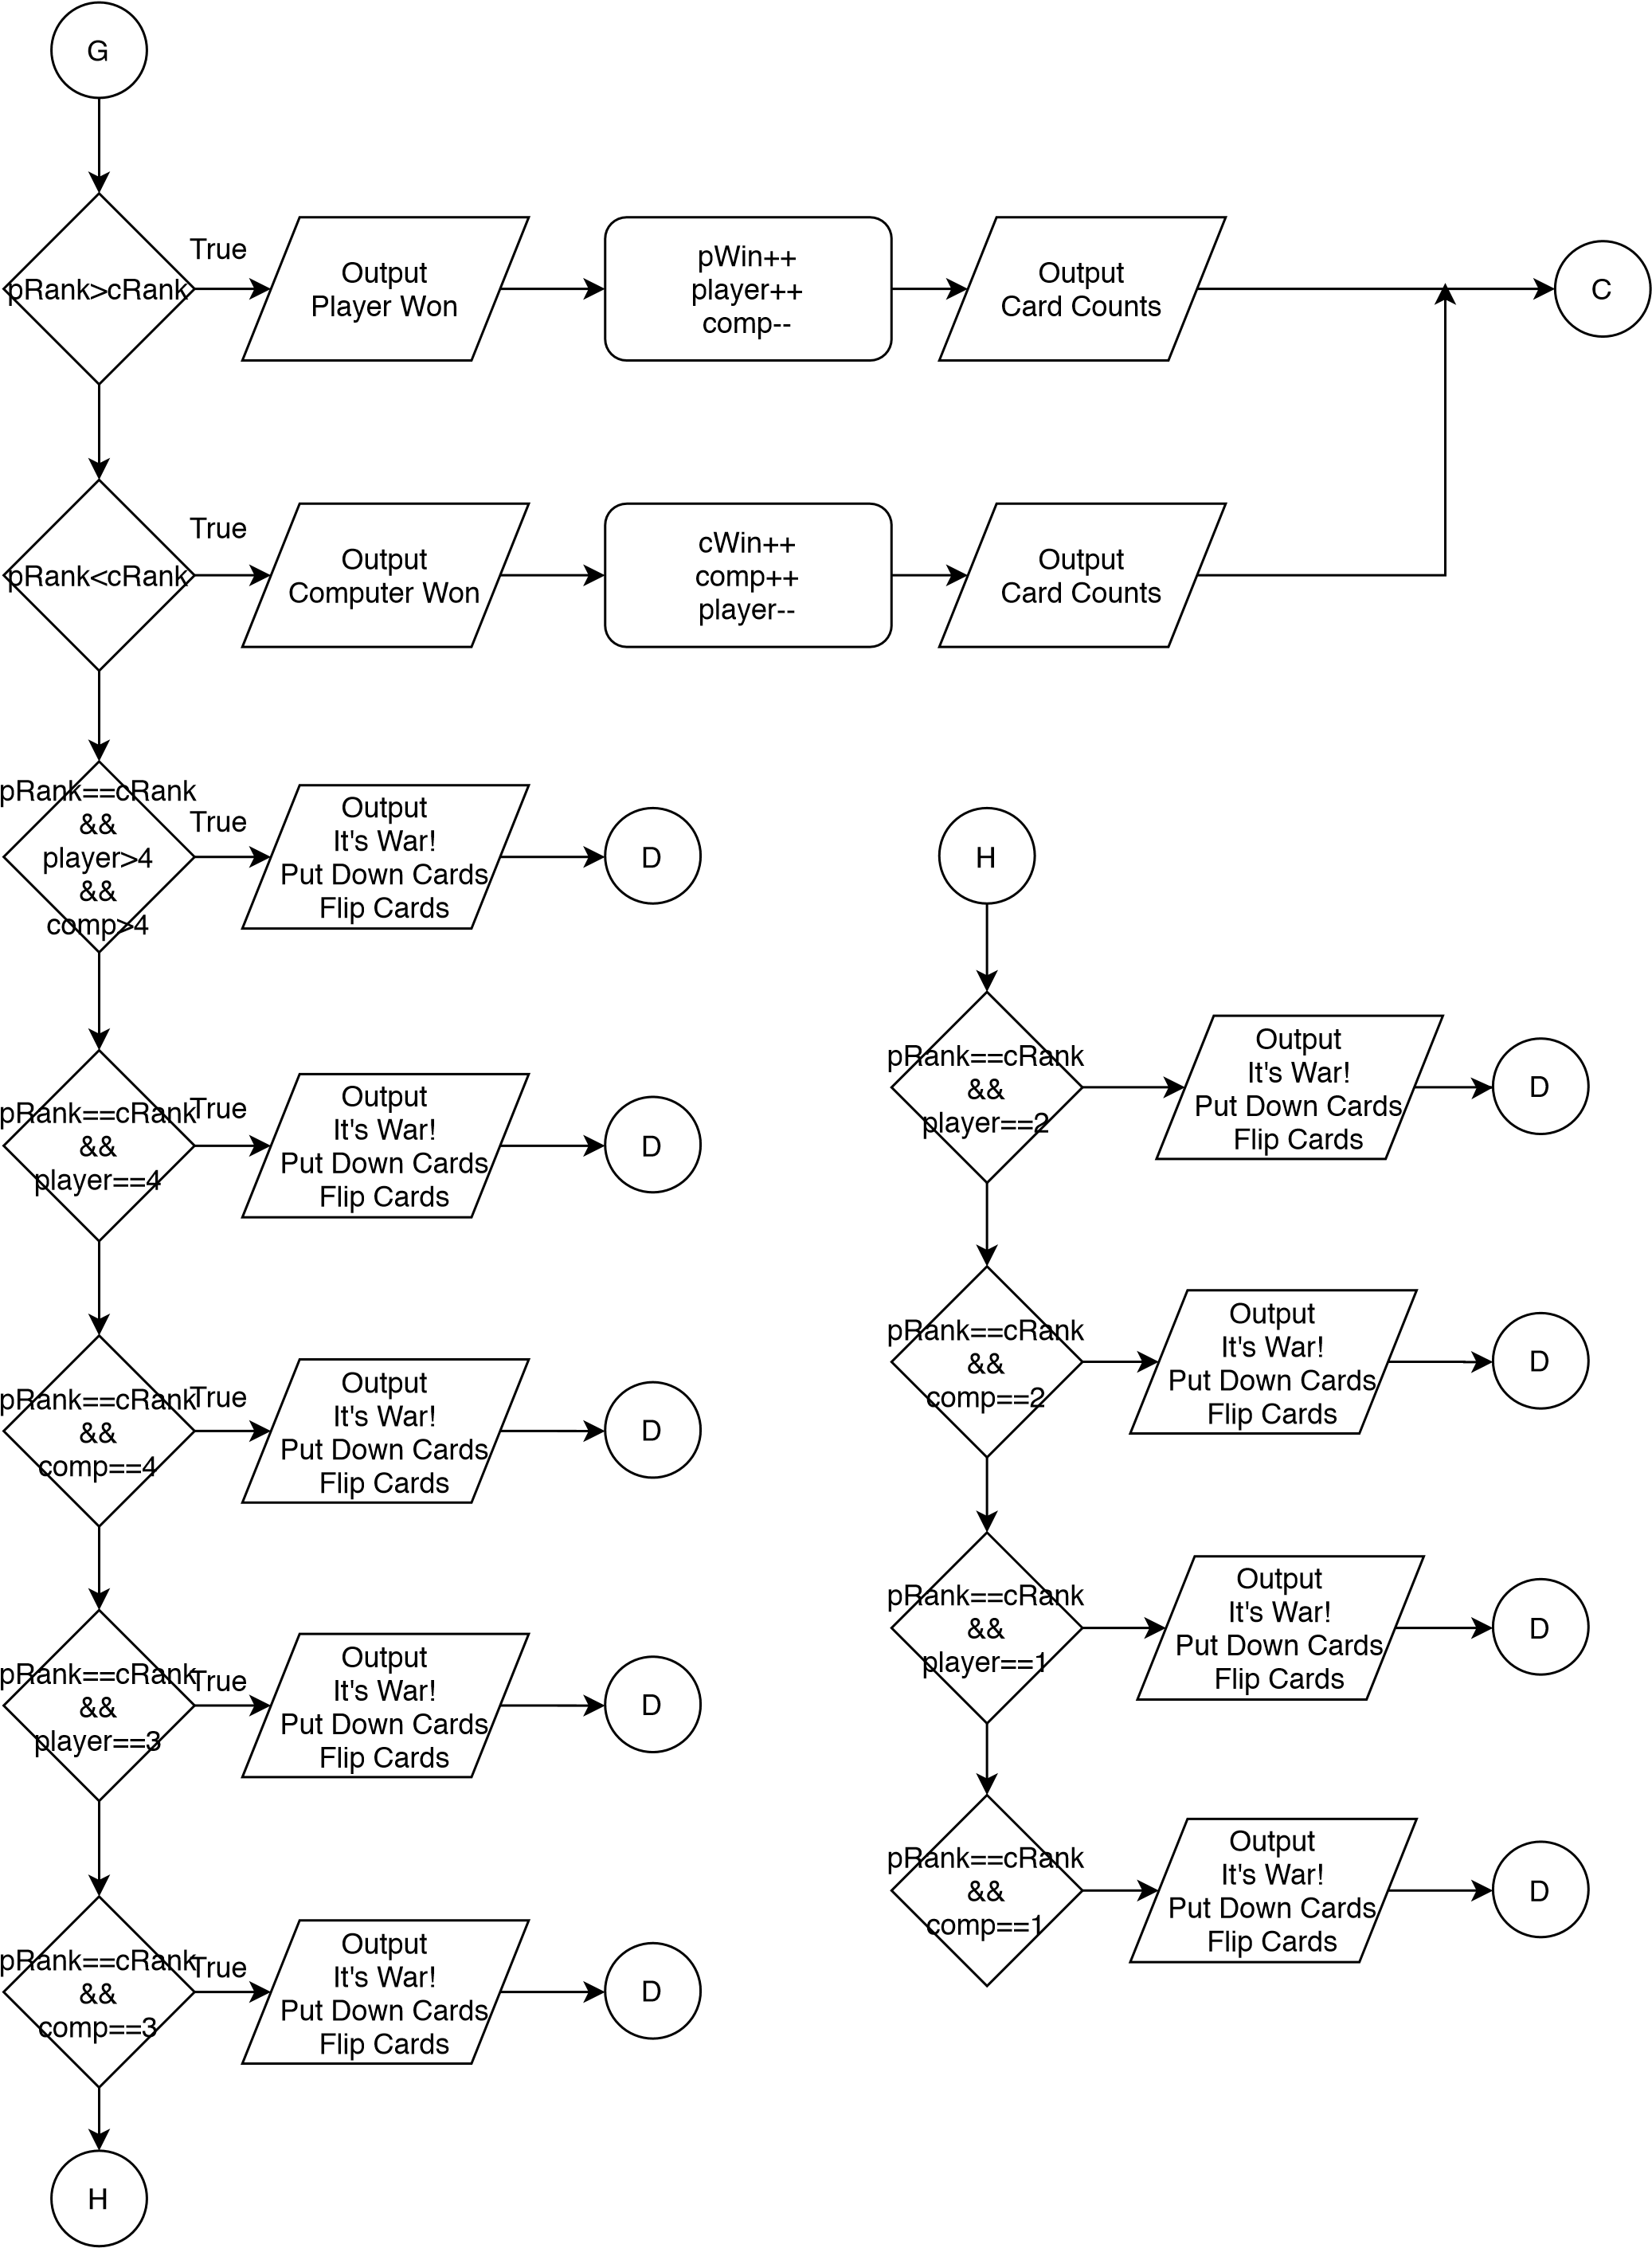 G
pRank>cRank
True
Output
Player Won
pWin++
player++
comp--
Output
Card Counts
C
pRank<cRank
True
Output
Computer Won
cWin++
comp++
player--
Output
Card Counts
pRank==cRank
&&
player>4
&&
comp>4
True
Output
It's War!
Put Down Cards
Flip Cards
D
pRank==cRank
&&
player==4
True
Output
It's War!
Put Down Cards
Flip Cards
D
pRank==cRank
&&
comp==4
True
Output
It's War!
Put Down Cards
Flip Cards
D
pRank==cRank
&&
player==3
True
Output
It's War!
Put Down Cards
Flip Cards
D
pRank==cRank
&&
comp==3
True
Output
It's War!
Put Down Cards
Flip Cards
D
H
H
pRank==cRank
&&
player==2
Output
It's War!
Put Down Cards
Flip Cards
D
pRank==cRank
&&
comp==2
Output
It's War!
Put Down Cards
Flip Cards
D
pRank==cRank
&&
player==1
Output
It's War!
Put Down Cards
Flip Cards
D
pRank==cRank
&&
comp==1
Output
It's War!
Put Down Cards
Flip Cards
D